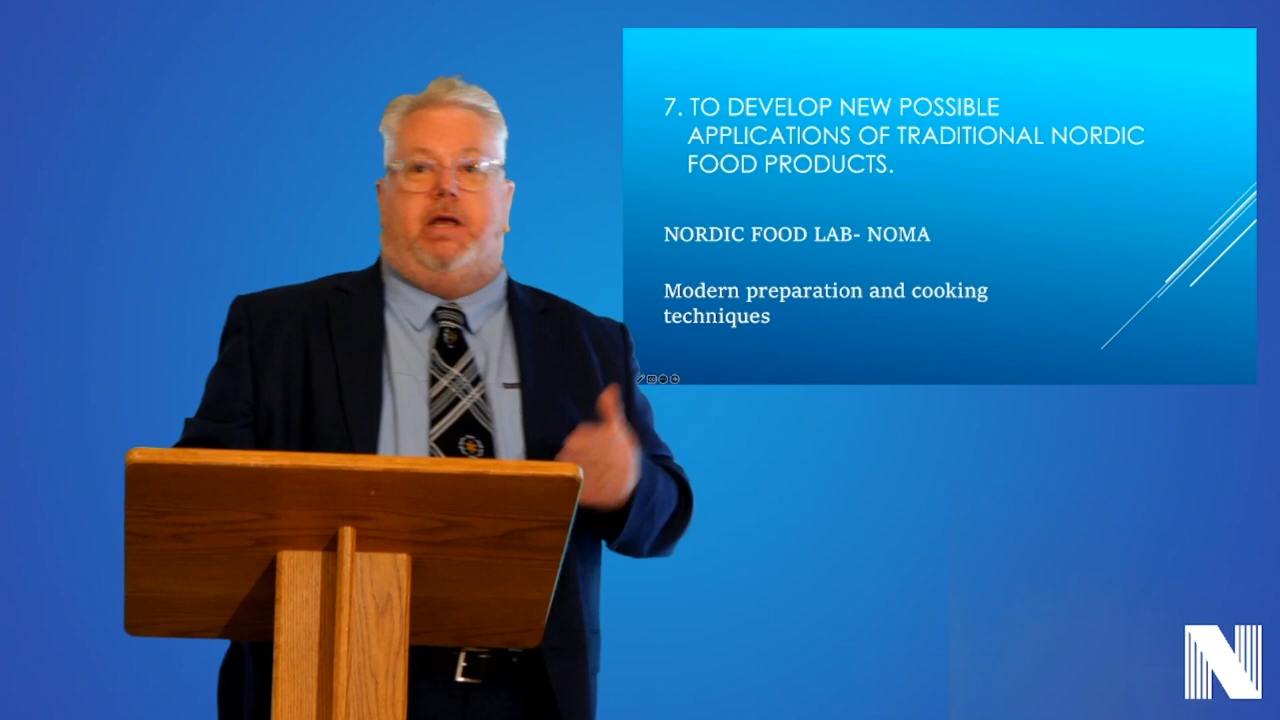 7. TO DEVELOP NEW POSSIBLE
APPLICATIONS OF TRADITIONAL NORDIC
FOOD PRODUCTS.
NORDIC FOOD LAB- NOMA
Modern preparation and cooking
techniques
N